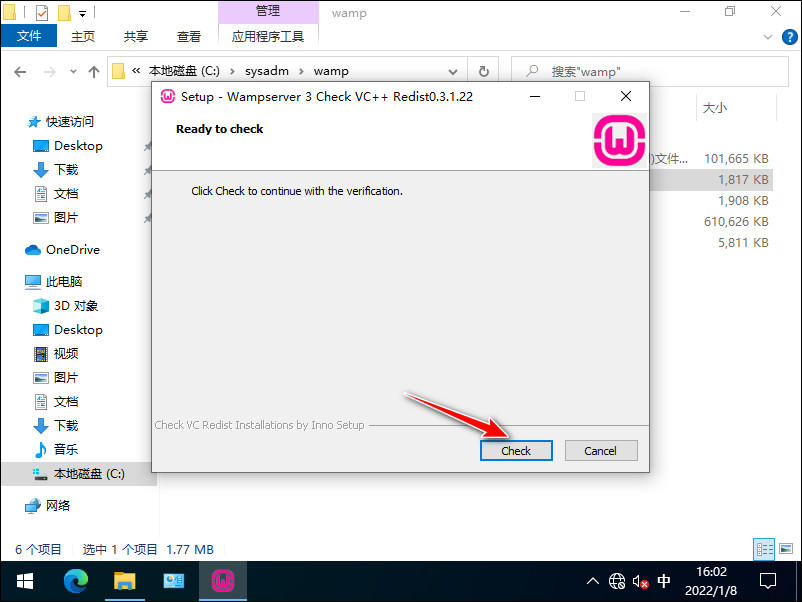 管理
wamp
文件
主页
共享
查看
应用程序工具
« 本地磁盘 (C:) › sysadm › wamp
搜索"wamp"
快速访问
Desktop
下载
文档
图片
OneDrive
此电脑
3D 对象
Desktop
视频
图片
文档
下载
音乐
本地磁盘 (C:)
网络
大小
)文件... 101,665 KB
1,817 KB
1,908 KB
610,626 KB
5,811 KB
Setup - Wampserver 3 Check VC++ Redist0.3.1.22
Ready to check
Click Check to continue with the verification.
Check VC Redist Installations by Inno Setup
Check
Cancel
6 个项目
选中 1 个项目 1.77 MB
中
16:02
2022/1/8